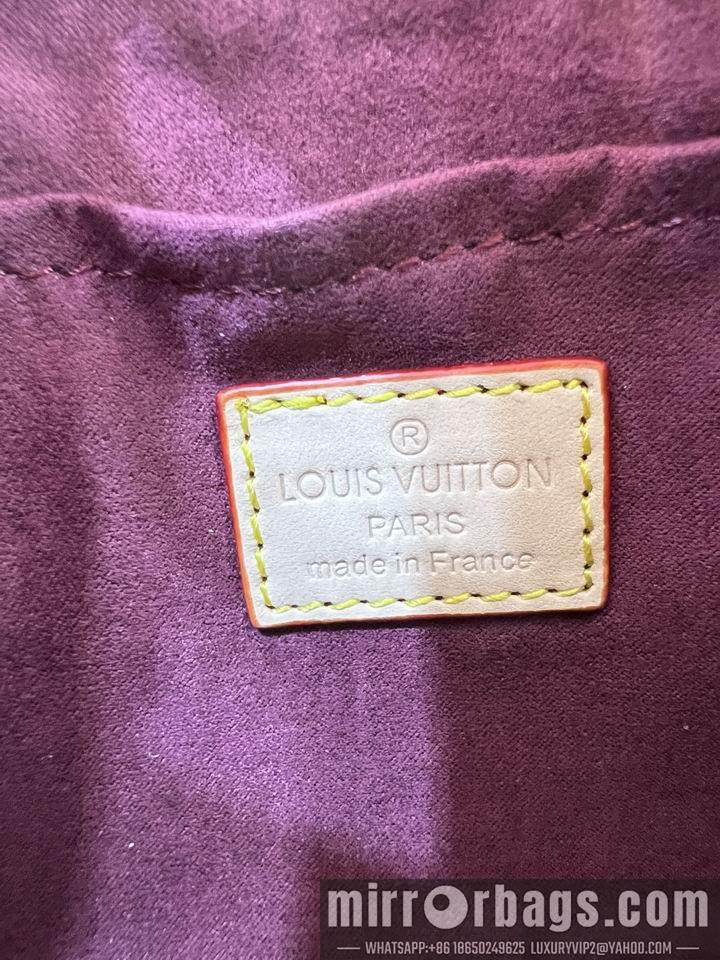 ®
LOUIS VUITTON
PARIS
made in France
mirrorbags.com
WHATSAPP:+86 18650249625 LUXURYVIP2@YAHOO.COM